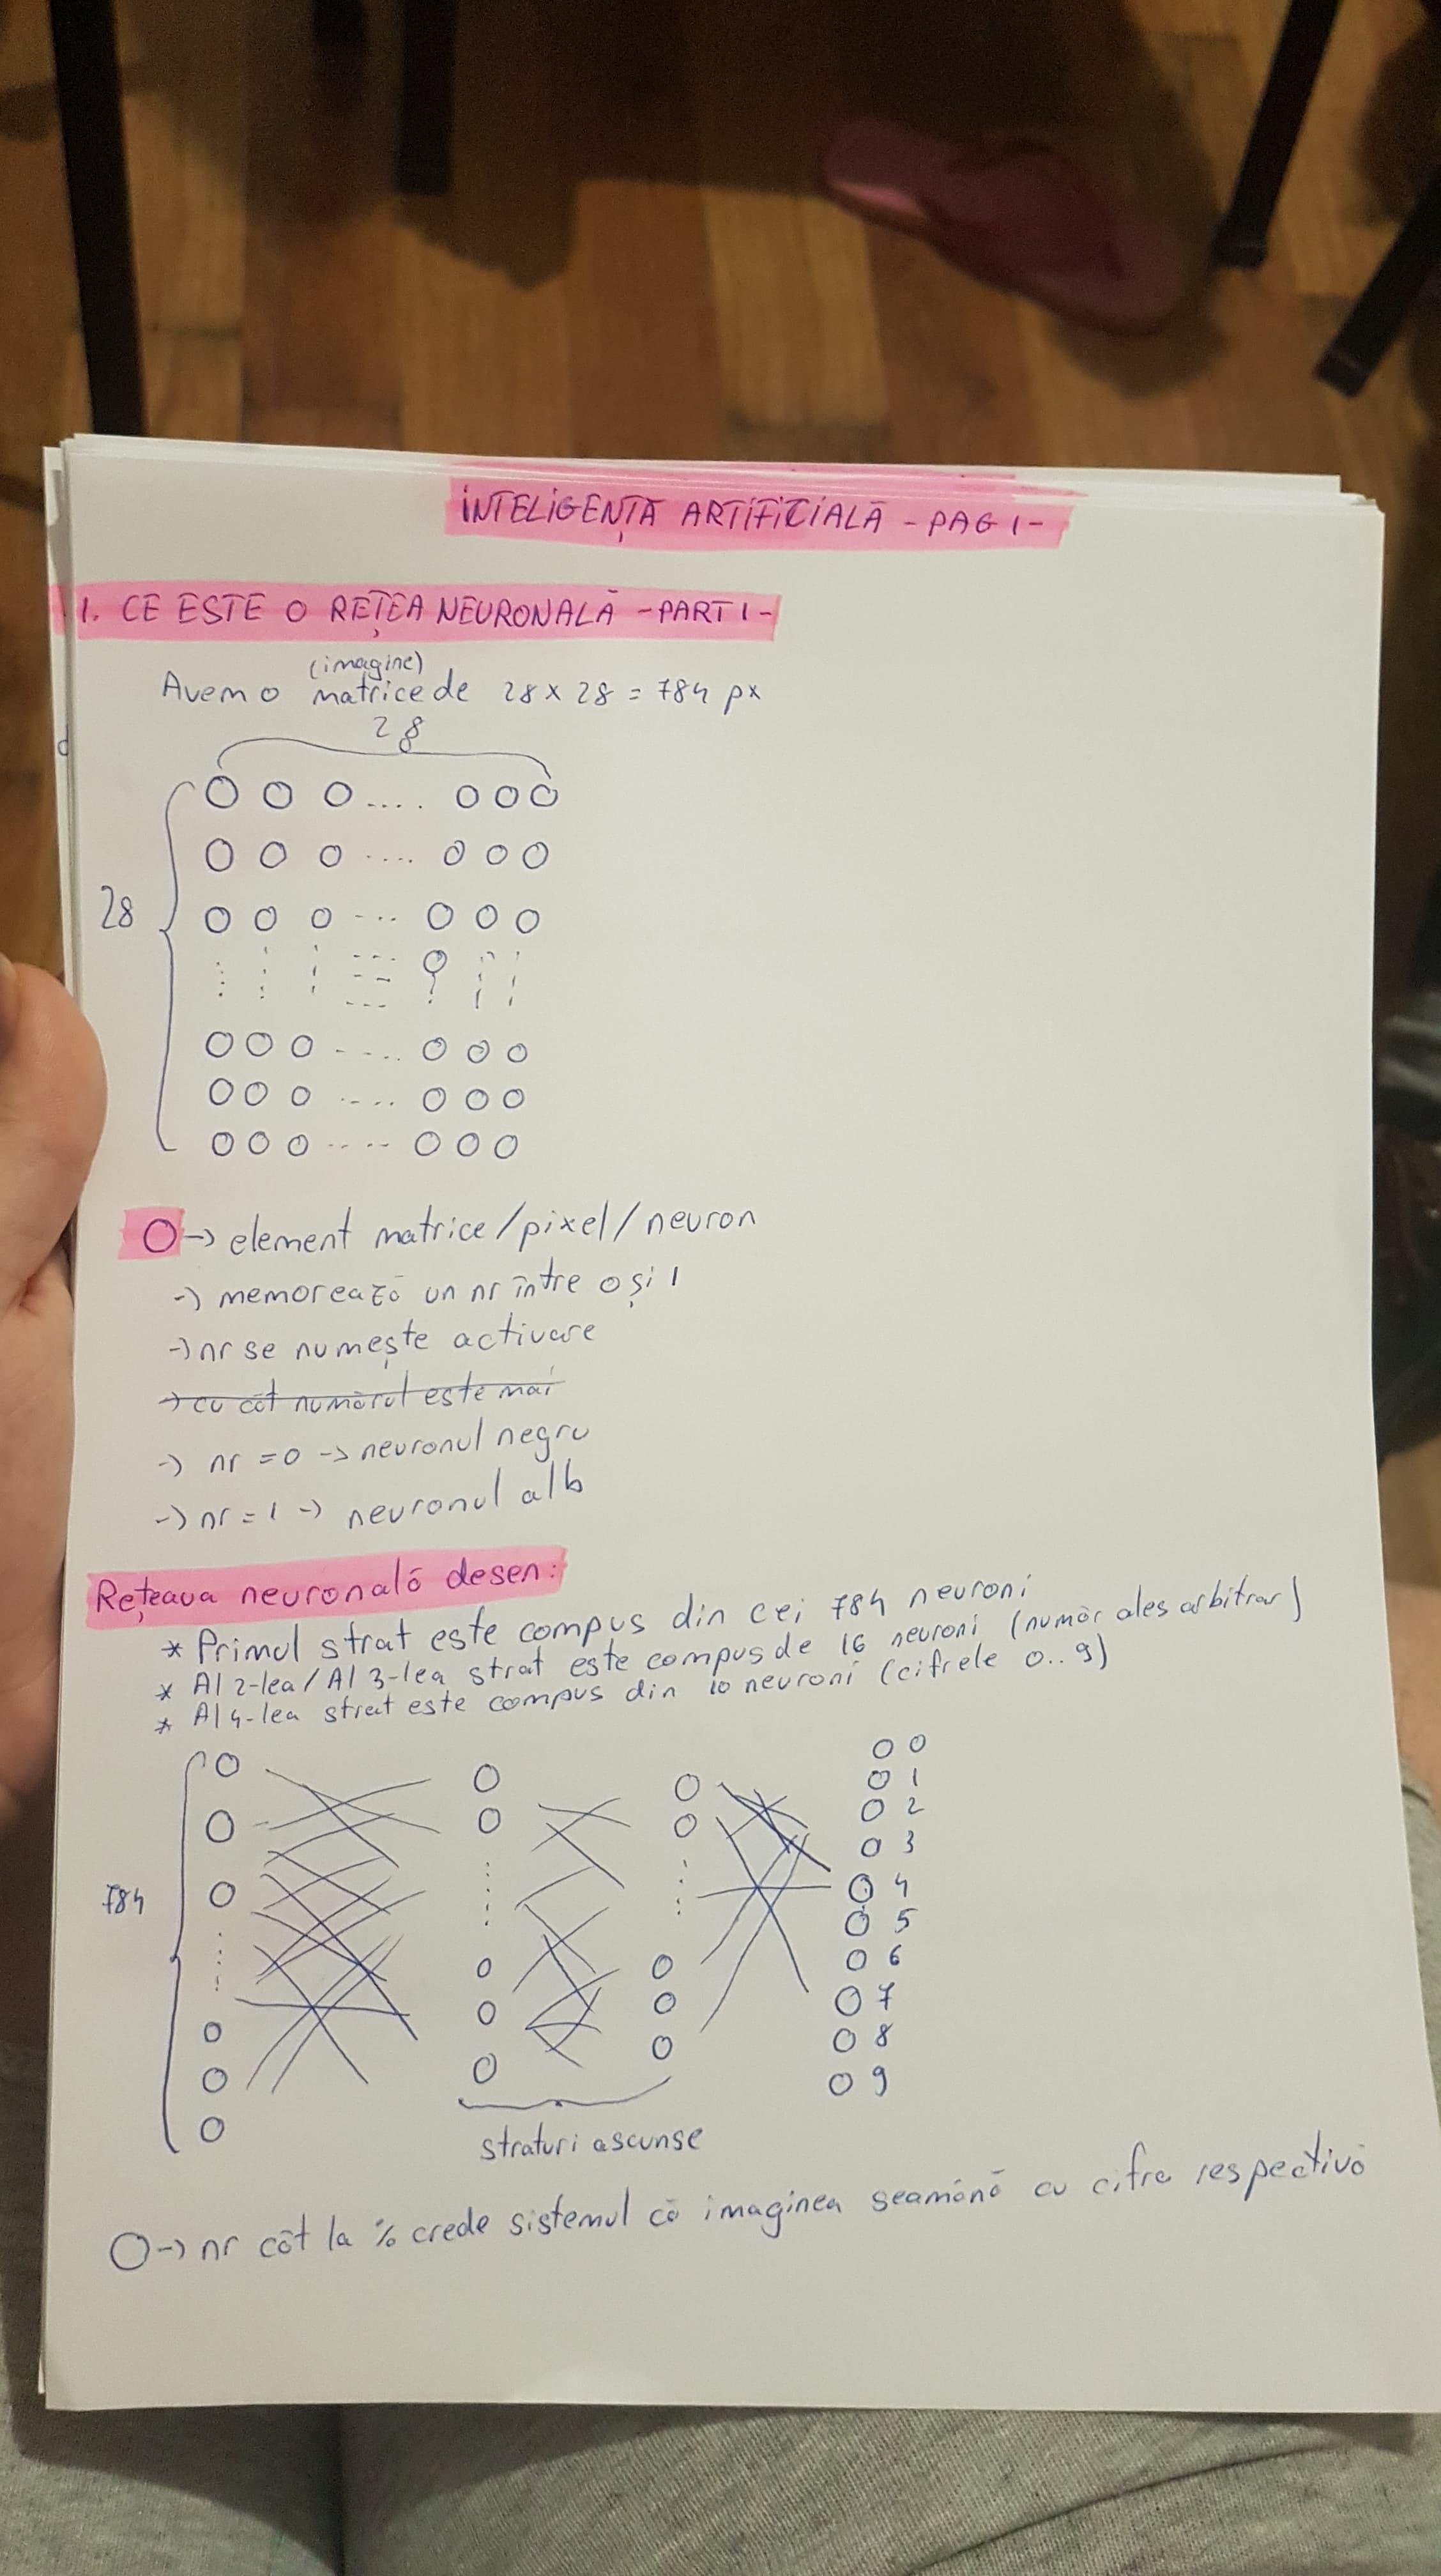 INTELIGENȚĂ ARTIFICIALĂ - PAG 1 -
1. CE ESTE O REȚEA NEURONALĂ - PART 1 -
(imagine)
Avem o matrice de 28 x 28 = 784 px
28
28
O -> element matrice/pixel/neuron
-> memorează un nr între 0 și 1
-> nr se numește activare
-> cu cât numărul este mai
-> nr = 0 -> neuronul negru
-> nr = 1 -> neuronul alb
Rețeaua neuronală desen:
* Primul strat este compus din cei 784 neuroni
* Al 2-lea / Al 3-lea strat este compus de 16 neuroni (număr ales arbitrar)
* Al 4-lea strat este compus din 10 neuroni (cifrele 0..9)
784
0
1
2
3
4
5
6
7
8
9
straturi ascunse
O -> nr cât la % crede sistemul că imaginea seamănă cu cifra respectivă